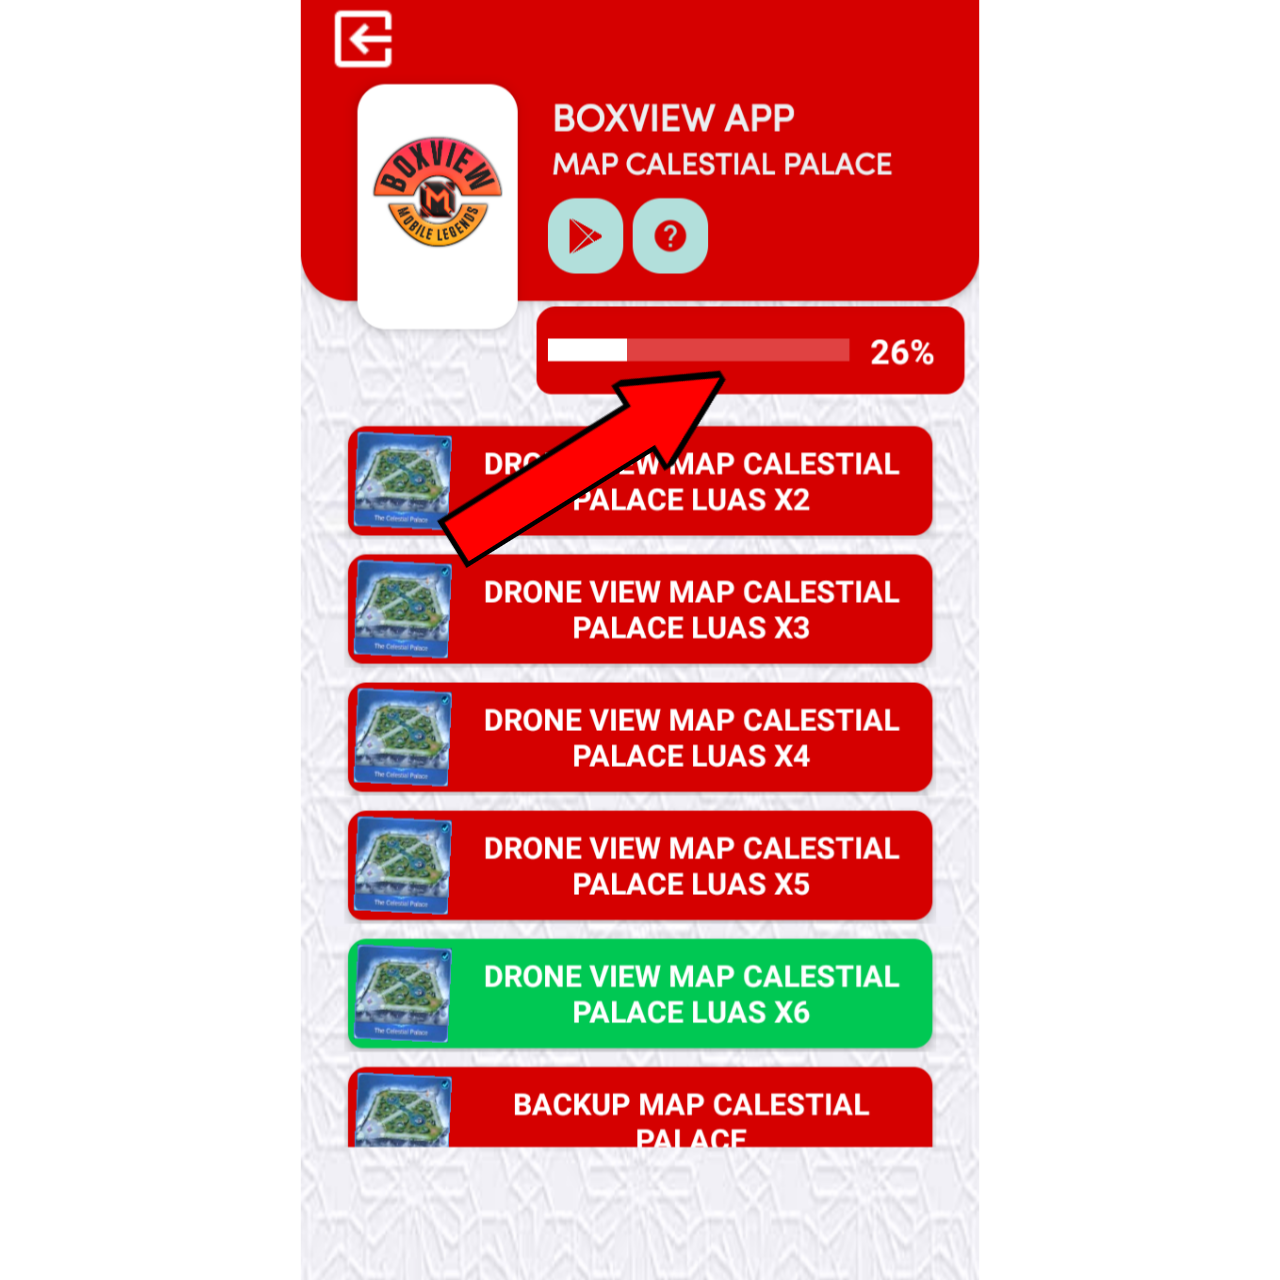 BOXVIEW APP
MAP CALESTIAL PALACE
BOXVIEW
M
MOBILE LEGENDS
?
26%
MAP CALESTIAL
PALACE LUAS X2
The Celestial Palace
DRONE VIEW MAP CALESTIAL
PALACE LUAS X3
The Celestial Palace
DRONE VIEW MAP CALESTIAL
PALACE LUAS X4
The Celestial Palace
DRONE VIEW MAP CALESTIAL
PALACE LUAS X5
The Celestial Palace
DRONE VIEW MAP CALESTIAL
PALACE LUAS X6
The Celestial Palace
BACKUP MAP CALESTIAL
PALACE